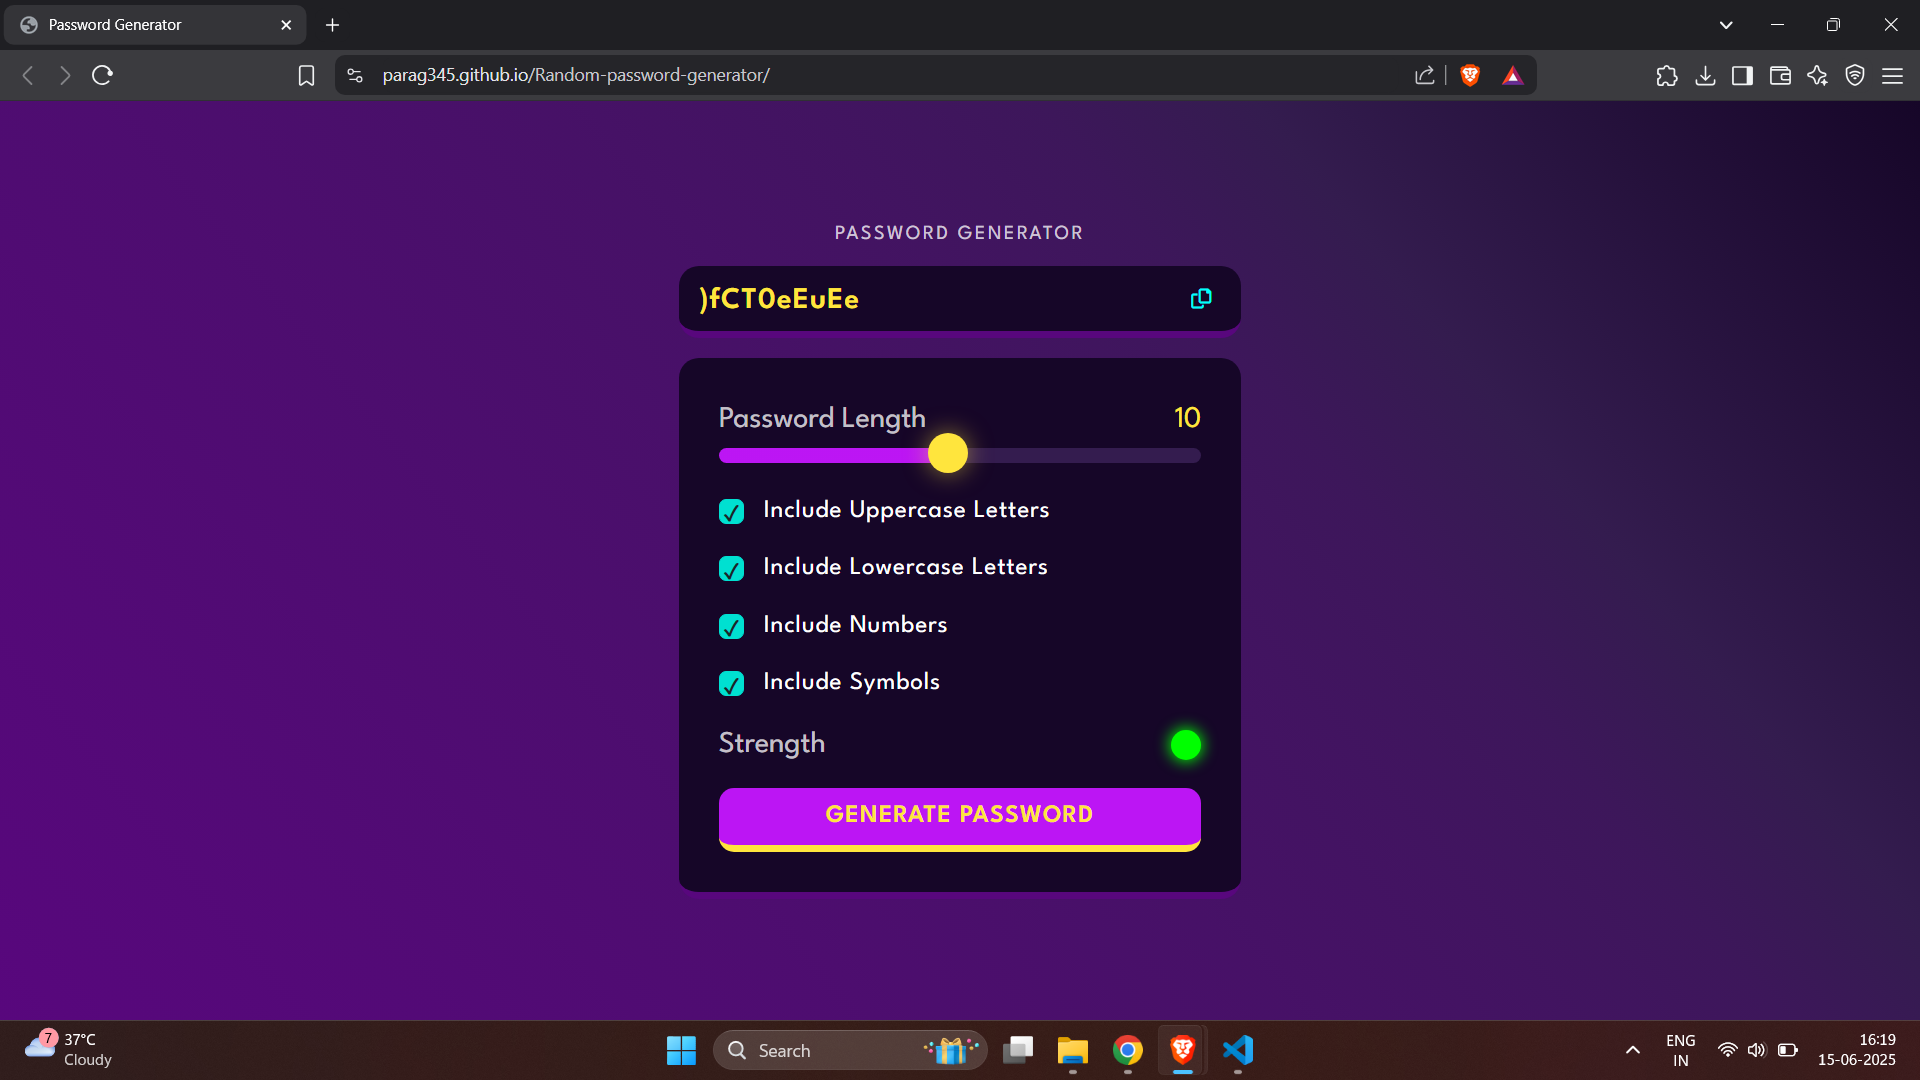 Password Generator
parag345.github.io/Random-password-generator/
PASSWORD GENERATOR
)fCT0eEuEe
Password Length 10
Include Uppercase Letters
Include Lowercase Letters
Include Numbers
Include Symbols
Strength
GENERATE PASSWORD
7
37°C
Cloudy
Search
ENG
IN
16:19
15-06-2025